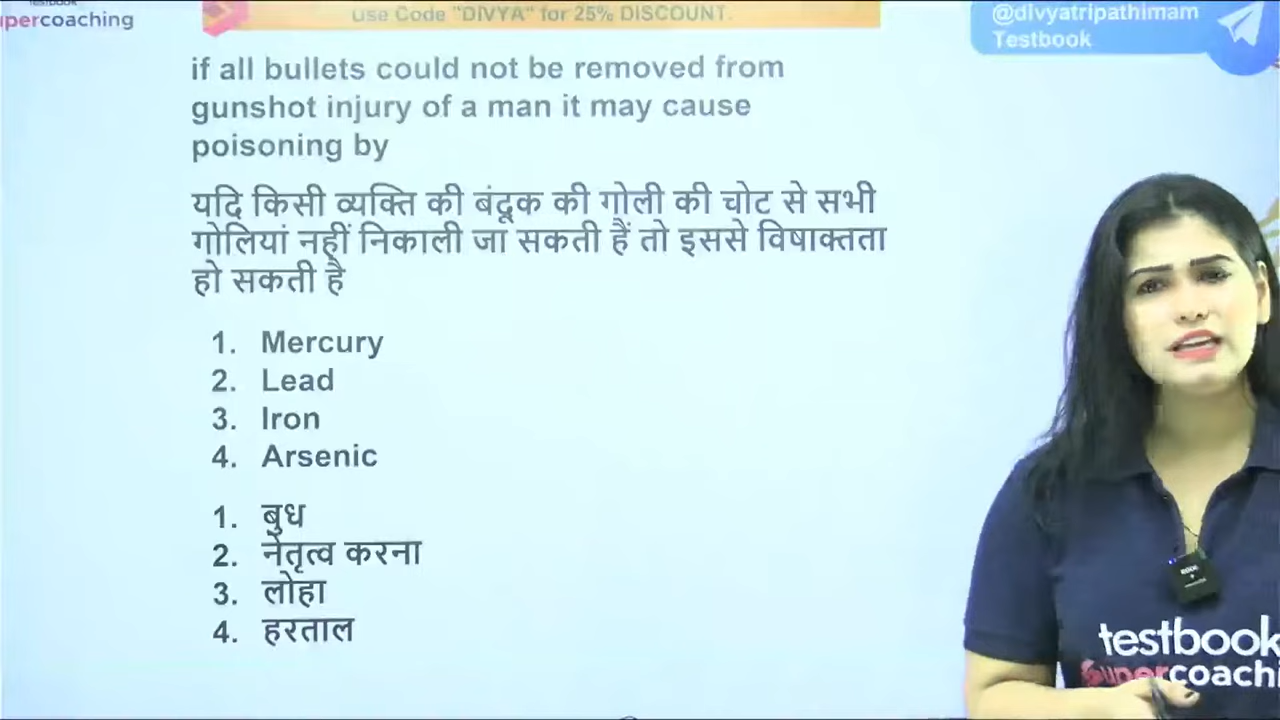 testbook
percoaching
use Code "DIVYA" for 25% DISCOUNT.
@divyatripathimam
Testbook
if all bullets could not be removed from
gunshot injury of a man it may cause
poisoning by
यदि किसी व्यक्ति की बंदूक की गोली की चोट से सभी
गोलियां नहीं निकाली जा सकती हैं तो इससे विषाक्तता
हो सकती है
1. Mercury
2. Lead
3. Iron
4. Arsenic
1. बुध
2. नेतृत्व करना
3. लोहा
4. हरताल
testbook
Supercoachi